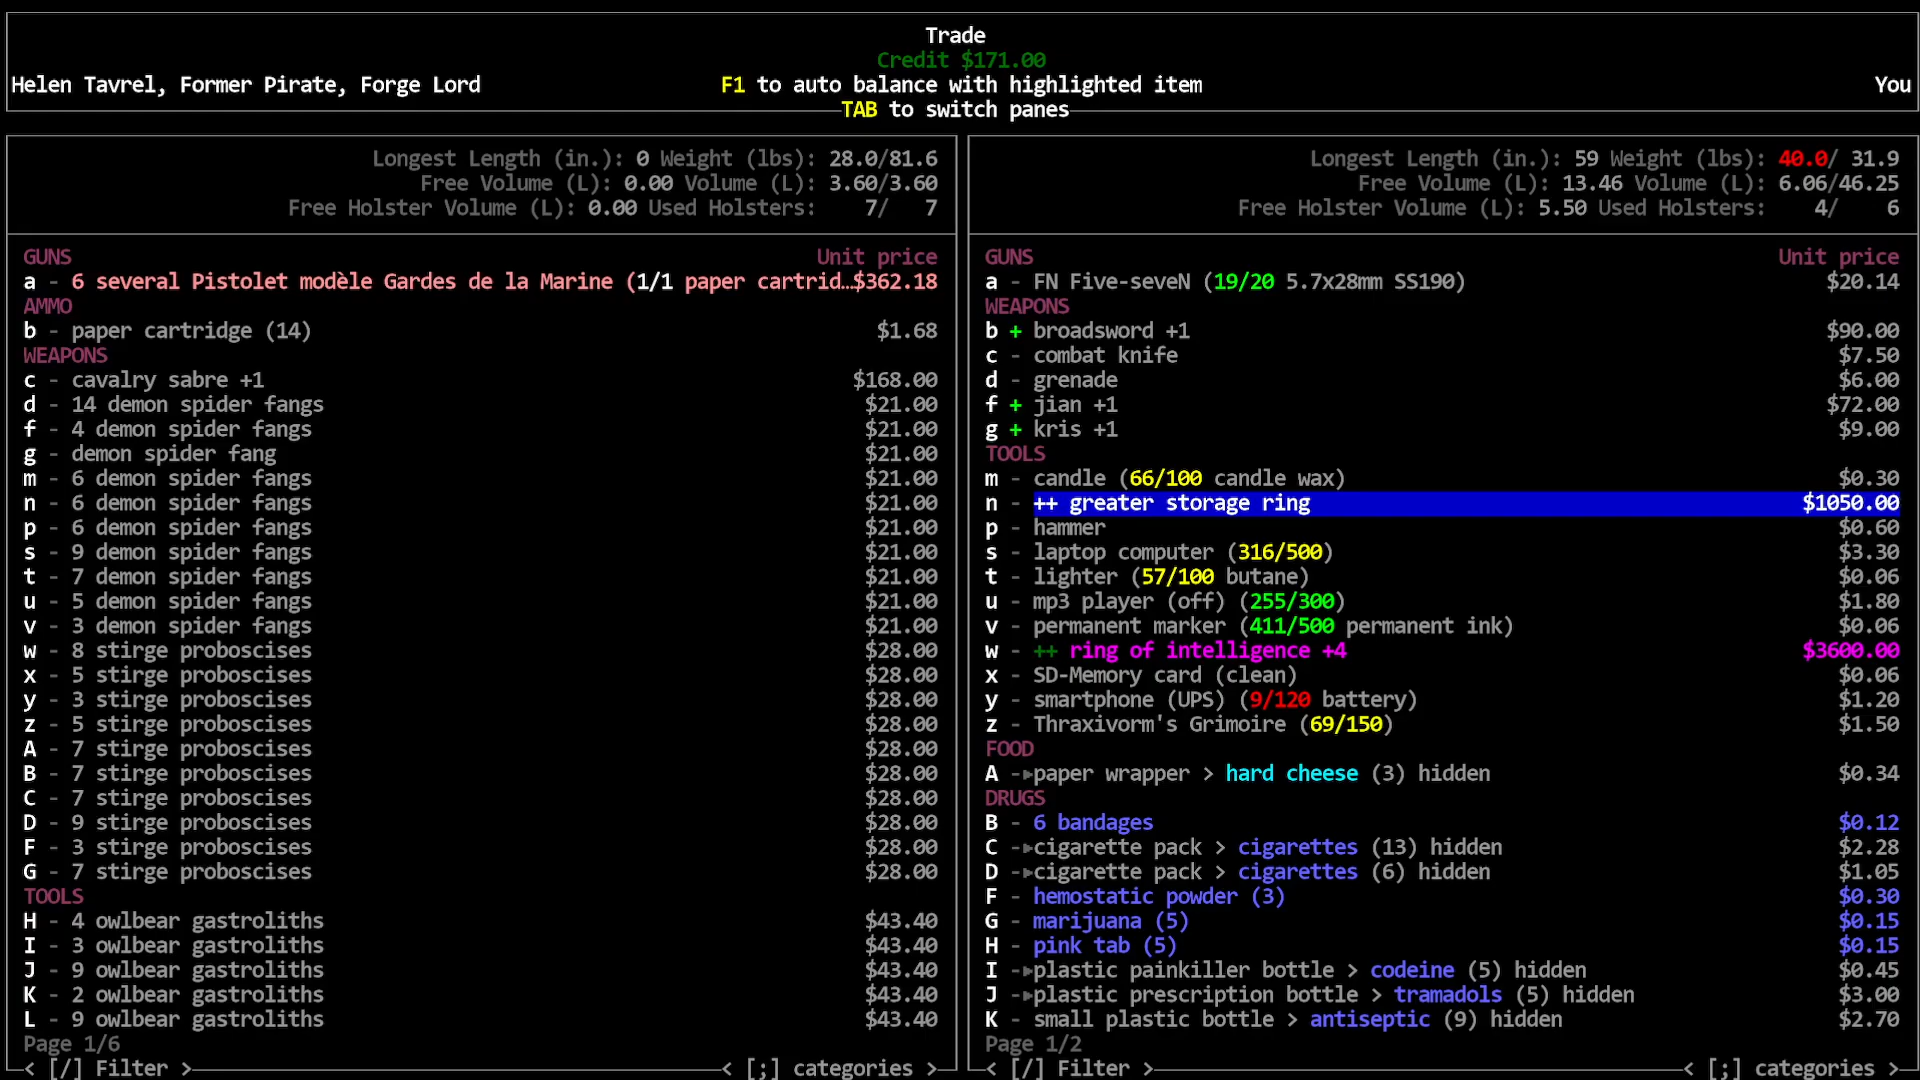 Trade
Credit $171.00
Helen Tavrel, Former Pirate, Forge Lord F1 to auto balance with highlighted item You
TAB to switch panes
Longest Length (in.): 0 Weight (lbs): 28.0/81.6
Free Volume (L): 0.00 Volume (L): 3.60/3.60
Free Holster Volume (L): 0.00 Used Holsters: 7/ 7
GUNS Unit price
a - 6 several Pistolet modèle Gardes de la Marine (1/1 paper cartrid…$362.18
AMMO
b - paper cartridge (14) $1.68
WEAPONS
c - cavalry sabre +1 $168.00
d - 14 demon spider fangs $21.00
f - 4 demon spider fangs $21.00
g - demon spider fang $21.00
m - 6 demon spider fangs $21.00
n - 6 demon spider fangs $21.00
p - 6 demon spider fangs $21.00
s - 9 demon spider fangs $21.00
t - 7 demon spider fangs $21.00
u - 5 demon spider fangs $21.00
v - 3 demon spider fangs $21.00
w - 8 stirge proboscises $28.00
x - 5 stirge proboscises $28.00
y - 3 stirge proboscises $28.00
z - 5 stirge proboscises $28.00
A - 7 stirge proboscises $28.00
B - 7 stirge proboscises $28.00
C - 7 stirge proboscises $28.00
D - 9 stirge proboscises $28.00
F - 3 stirge proboscises $28.00
G - 7 stirge proboscises $28.00
TOOLS
H - 4 owlbear gastroliths $43.40
I - 3 owlbear gastroliths $43.40
J - 9 owlbear gastroliths $43.40
K - 2 owlbear gastroliths $43.40
L - 9 owlbear gastroliths $43.40
Page 1/6
< [/] Filter > < [;] categories >
Longest Length (in.): 59 Weight (lbs): 40.0/ 31.9
Free Volume (L): 13.46 Volume (L): 6.06/46.25
Free Holster Volume (L): 5.50 Used Holsters: 4/ 6
GUNS Unit price
a - FN Five-seveN (19/20 5.7x28mm SS190) $20.14
WEAPONS
b + broadsword +1 $90.00
c - combat knife $7.50
d - grenade $6.00
f + jian +1 $72.00
g + kris +1 $9.00
TOOLS
m - candle (66/100 candle wax) $0.30
n - ++ greater storage ring $1050.00
p - hammer $0.60
s - laptop computer (316/500) $3.30
t - lighter (57/100 butane) $0.06
u - mp3 player (off) (255/300) $1.80
v - permanent marker (411/500 permanent ink) $0.06
w - ++ ring of intelligence +4 $3600.00
x - SD-Memory card (clean) $0.06
y - smartphone (UPS) (9/120 battery) $1.20
z - Thraxivorm's Grimoire (69/150) $1.50
FOOD
A -▸paper wrapper > hard cheese (3) hidden $0.34
DRUGS
B - 6 bandages $0.12
C -▸cigarette pack > cigarettes (13) hidden $2.28
D -▸cigarette pack > cigarettes (6) hidden $1.05
F - hemostatic powder (3) $0.30
G - marijuana (5) $0.15
H - pink tab (5) $0.15
I -▸plastic painkiller bottle > codeine (5) hidden $0.45
J -▸plastic prescription bottle > tramadols (5) hidden $3.00
K - small plastic bottle > antiseptic (9) hidden $2.70
Page 1/2
< [/] Filter > < [;] categories >